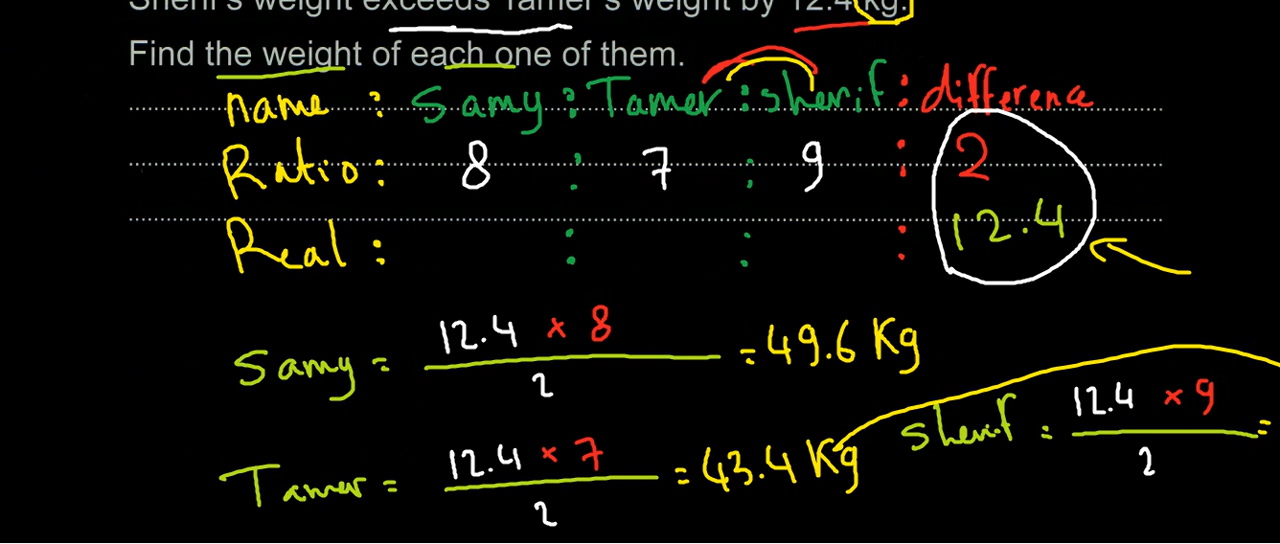 Sherif's weight exceeds Tamer's weight by 12.4 kg.
Find the weight of each one of them.
name : Samy : Tamer : sherif : difference
Ratio : 8 : 7 : 9 : 2
Real : : : : 12.4
Samy = 12.4 × 8 / 2 = 49.6 Kg
sherif = 12.4 × 9 / 2 =
Tamer = 12.4 × 7 / 2 = 43.4 Kg